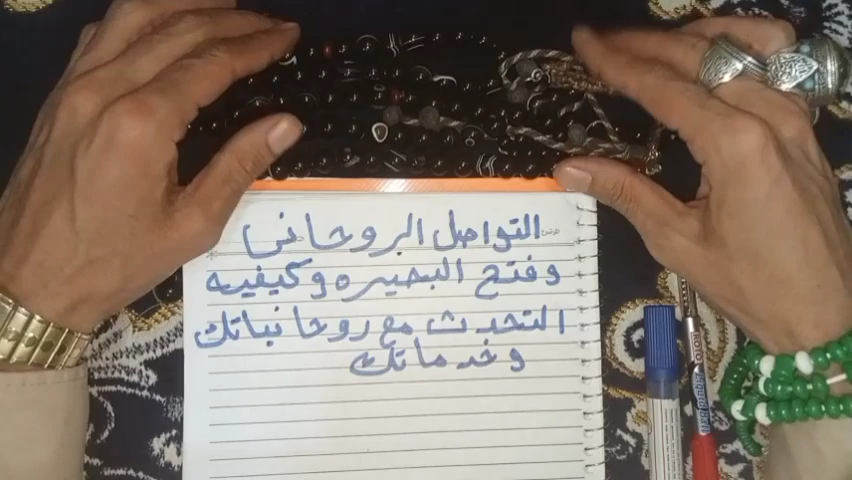 التواصل الروحاني
وفتح البصيره وكيفيه
التحدث مع روحانياتك
وخدماتك